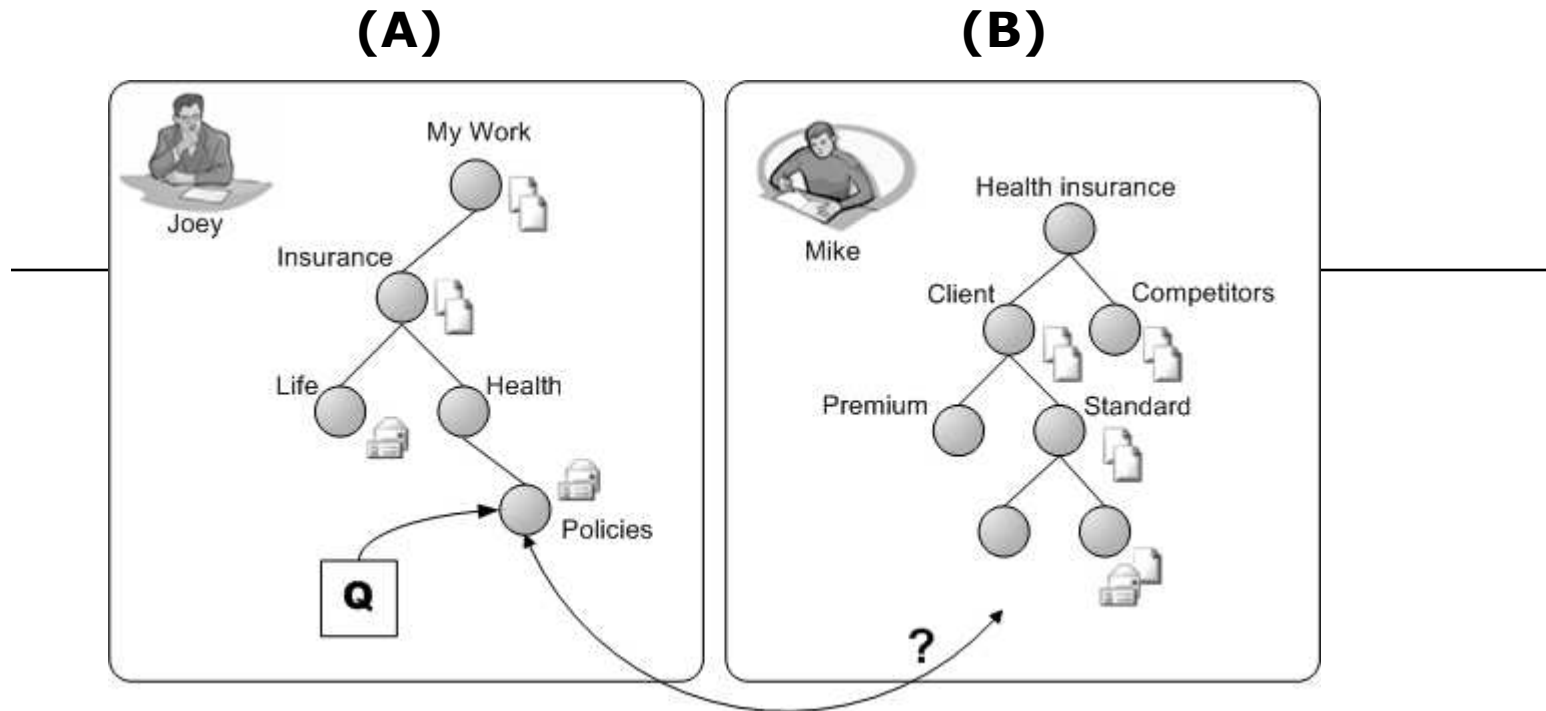 (A)
(B)
Joey
My Work
Insurance
Life
Health
Policies
Q
Mike
Health insurance
Client
Competitors
Premium
Standard
?